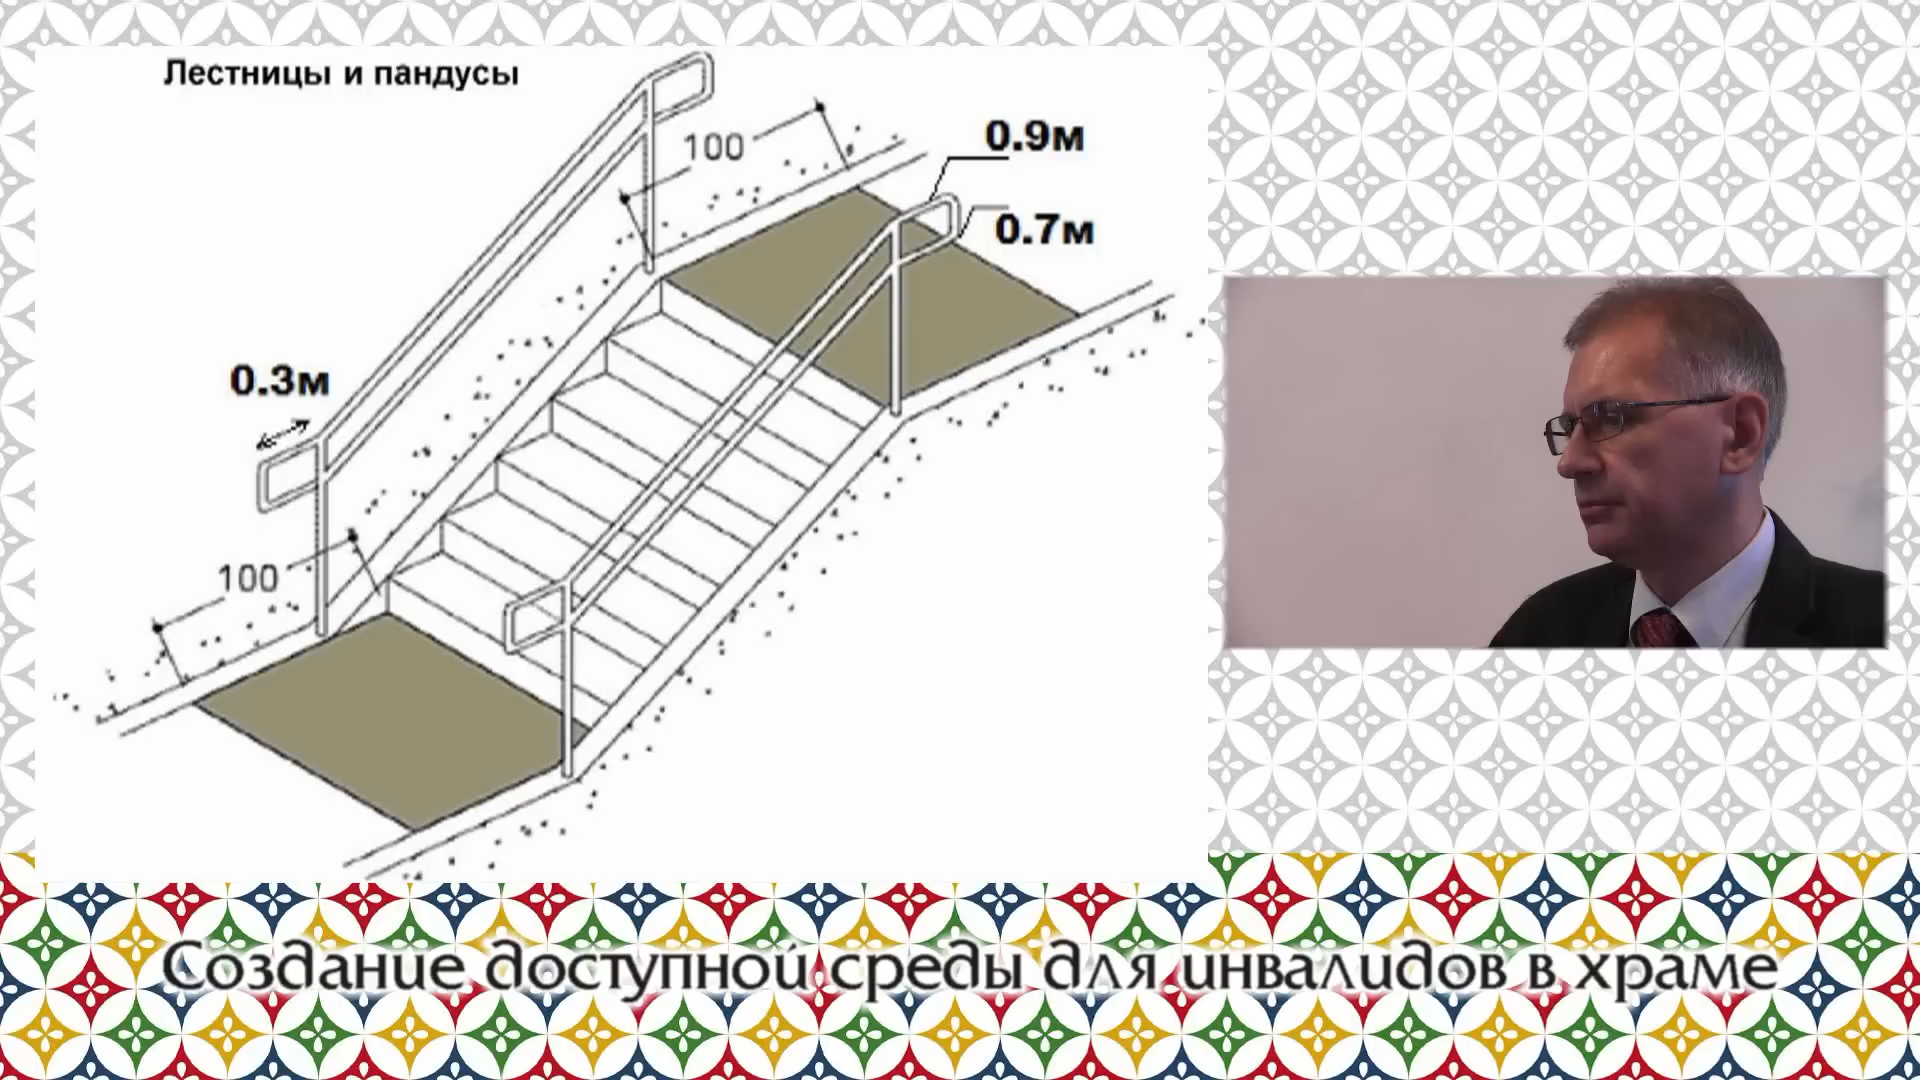 Лестницы и пандусы
100
0.9м
0.7м
0.3м
100
Создание доступной среды для инвалидов в храме